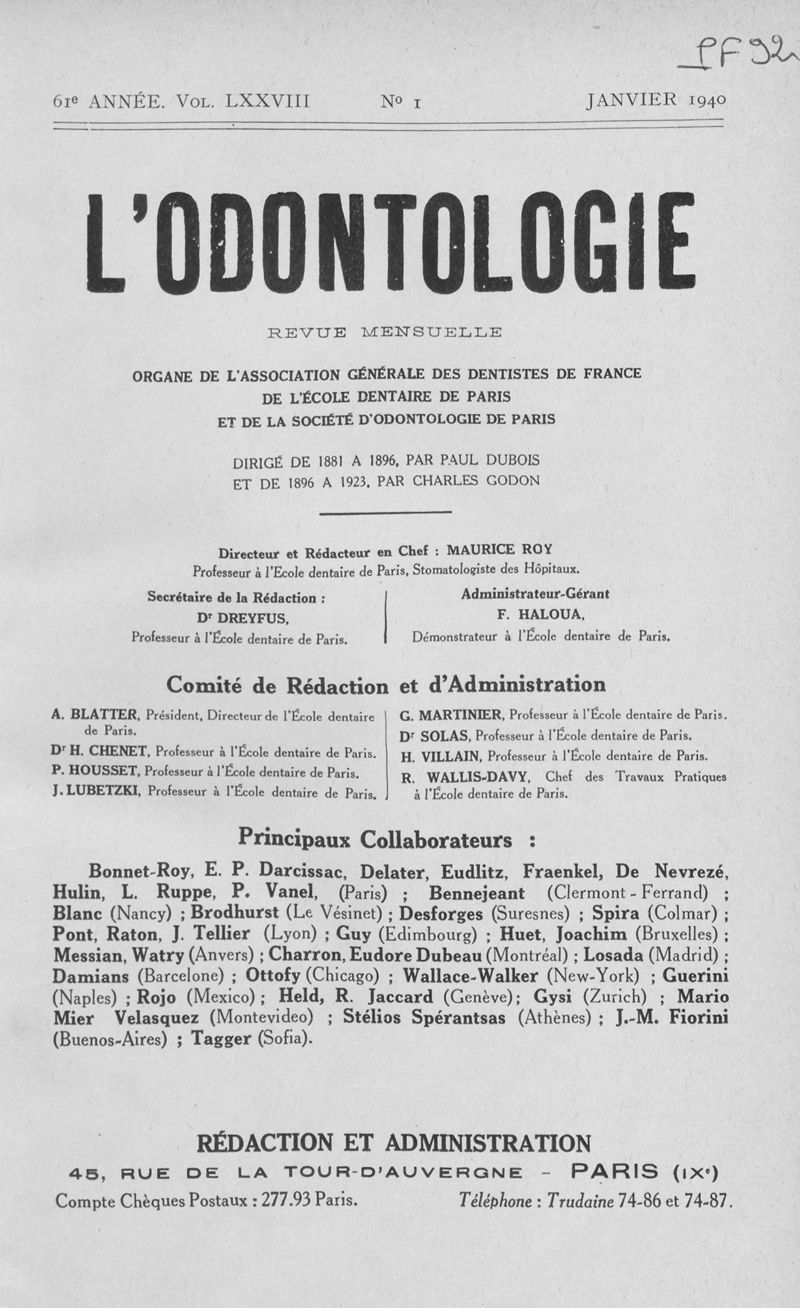 PF 92
61e ANNÉE. VOL. LXXVIII No 1 JANVIER 1940
L'ODONTOLOGIE
REVUE MENSUELLE
ORGANE DE L'ASSOCIATION GÉNÉRALE DES DENTISTES DE FRANCE
DE L'ÉCOLE DENTAIRE DE PARIS
ET DE LA SOCIÉTÉ D'ODONTOLOGIE DE PARIS
DIRIGÉ DE 1881 A 1896, PAR PAUL DUBOIS
ET DE 1896 A 1923, PAR CHARLES GODON
Directeur et Rédacteur en Chef : MAURICE ROY
Professeur à l'Ecole dentaire de Paris, Stomatologiste des Hôpitaux.
Secrétaire de la Rédaction :
Dr DREYFUS,
Professeur à l'École dentaire de Paris.
Administrateur-Gérant
F. HALOUA,
Démonstrateur à l'École dentaire de Paris.
Comité de Rédaction et d'Administration
A. BLATTER, Président, Directeur de l'École dentaire
de Paris.
Dr H. CHENET, Professeur à l'École dentaire de Paris.
P. HOUSSET, Professeur à l'École dentaire de Paris.
J. LUBETZKI, Professeur à l'École dentaire de Paris.
G. MARTINIER, Professeur à l'École dentaire de Paris.
Dr SOLAS, Professeur à l'École dentaire de Paris.
H. VILLAIN, Professeur à l'École dentaire de Paris.
R. WALLIS-DAVY, Chef des Travaux Pratiques
à l'École dentaire de Paris.
Principaux Collaborateurs :
Bonnet-Roy, E. P. Darcissac, Delater, Eudlitz, Fraenkel, De Nevrezé,
Hulin, L. Ruppe, P. Vanel, (Paris) ; Bennejeant (Clermont-Ferrand) ;
Blanc (Nancy) ; Brodhurst (Le Vésinet) ; Desforges (Suresnes) ; Spira (Colmar) ;
Pont, Raton, J. Tellier (Lyon) ; Guy (Edimbourg) ; Huet, Joachim (Bruxelles) ;
Messian, Watry (Anvers) ; Charron, Eudore Dubeau (Montréal) ; Losada (Madrid) ;
Damians (Barcelone) ; Ottofy (Chicago) ; Wallace-Walker (New-York) ; Guerini
(Naples) ; Rojo (Mexico) ; Held, R. Jaccard (Genève); Gysi (Zurich) ; Mario
Mier Velasquez (Montevideo) ; Stélios Spérantsas (Athènes) ; J.-M. Fiorini
(Buenos-Aires) ; Tagger (Sofia).
RÉDACTION ET ADMINISTRATION
45, RUE DE LA TOUR-D'AUVERGNE - PARIS (IXe)
Compte Chèques Postaux : 277.93 Paris. Téléphone : Trudaine 74-86 et 74-87.